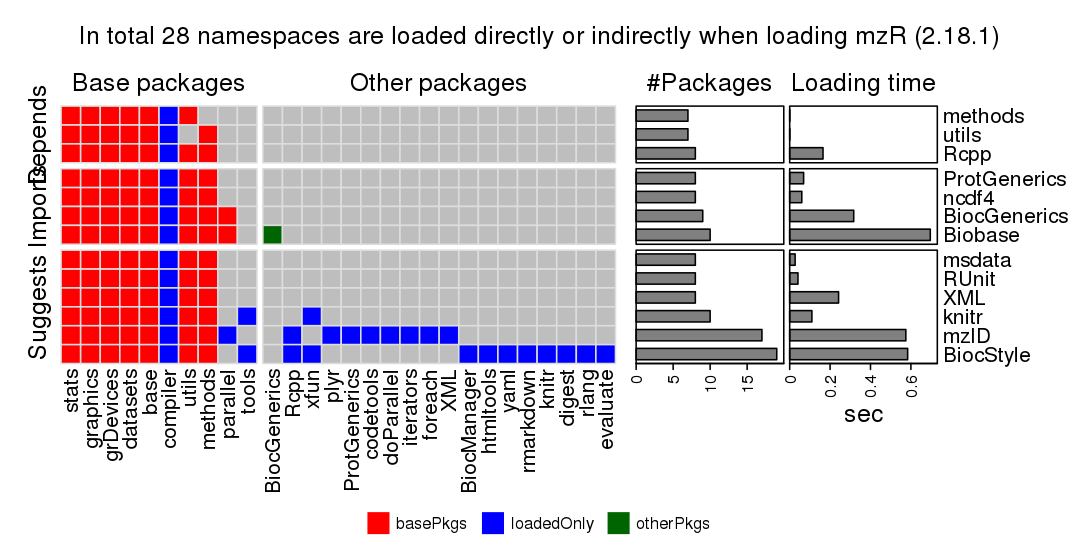 In total 28 namespaces are loaded directly or indirectly when loading mzR (2.18.1)
Base packages
Other packages
#Packages
Loading time
Depends
Imports
Suggests
methods
utils
Rcpp
ProtGenerics
ncdf4
BiocGenerics
Biobase
msdata
RUnit
XML
knitr
mzID
BiocStyle
stats
graphics
grDevices
datasets
base
compiler
utils
methods
parallel
tools
BiocGenerics
Rcpp
xfun
plyr
ProtGenerics
codetools
doParallel
iterators
foreach
XML
BiocManager
htmltools
yaml
rmarkdown
knitr
digest
rlang
evaluate
0
5
10
15
0
0.2
0.4
0.6
sec
basePkgs
loadedOnly
otherPkgs